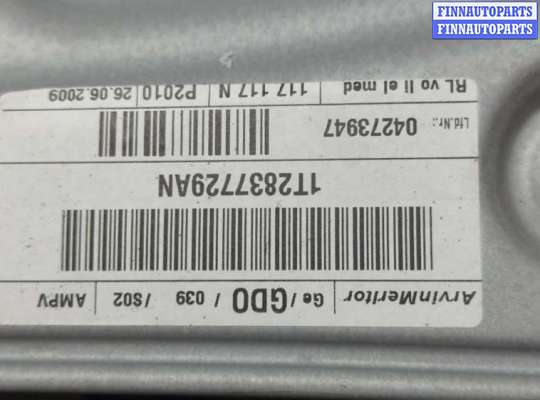 FINNAUTOPARTS
FINNAUTOPARTS
ArvinMeritor Ge / GDO / 039 / S02 AMPV
1T2837729AN
Lfd.Nr.: 04273947
RL vo ll el med 117 117 N P2010 26.06.2009